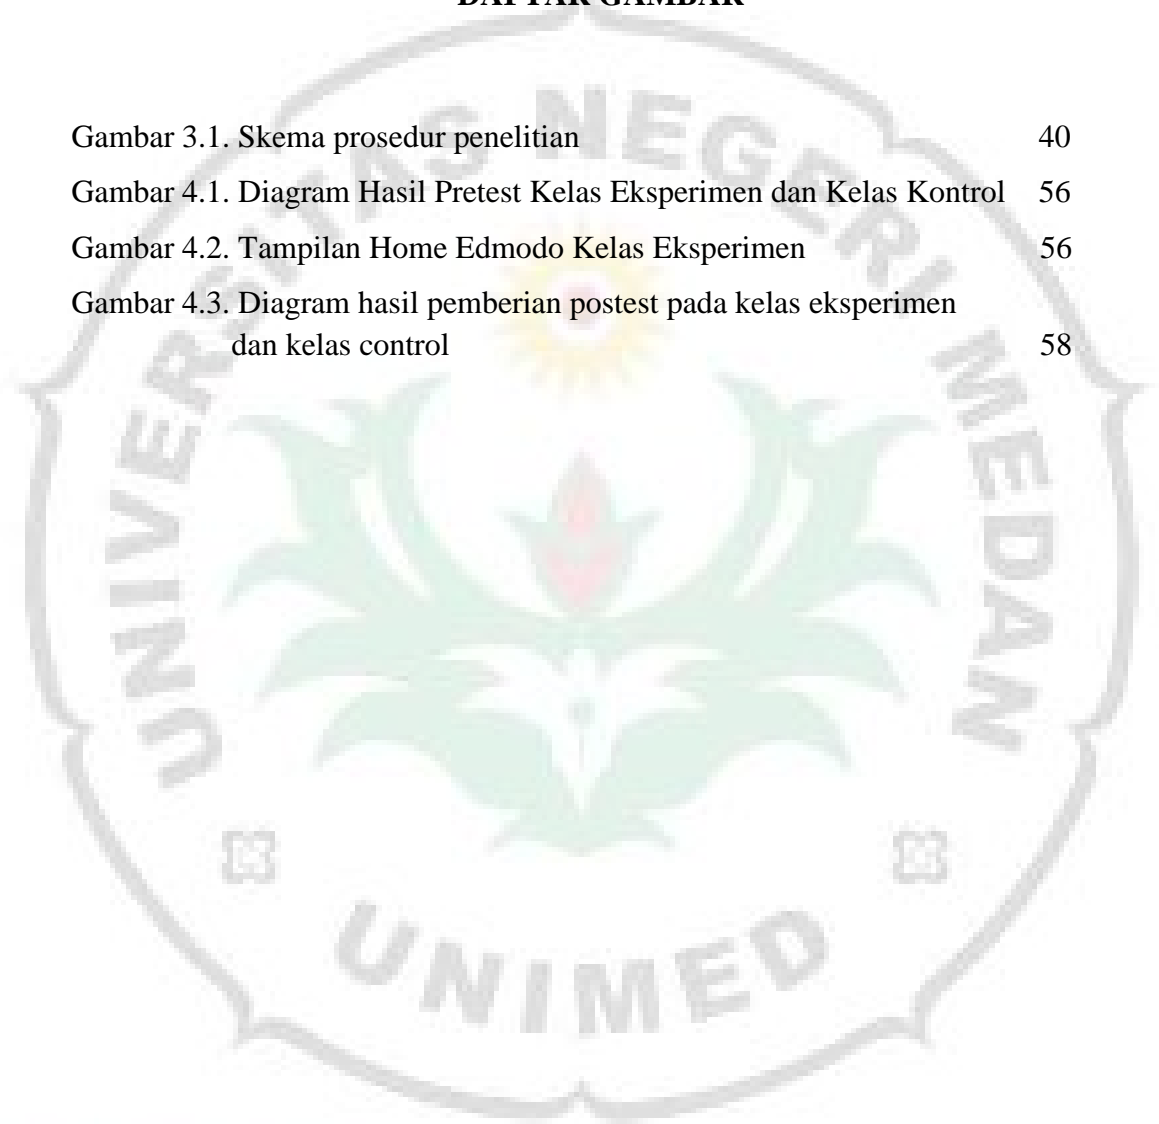 DAFTAR GAMBAR
Gambar 3.1. Skema prosedur penelitian 40
Gambar 4.1. Diagram Hasil Pretest Kelas Eksperimen dan Kelas Kontrol 56
Gambar 4.2. Tampilan Home Edmodo Kelas Eksperimen 56
Gambar 4.3. Diagram hasil pemberian postest pada kelas eksperimen
dan kelas control 58
UNIVERSITAS NEGERI MEDAN
UNIMED